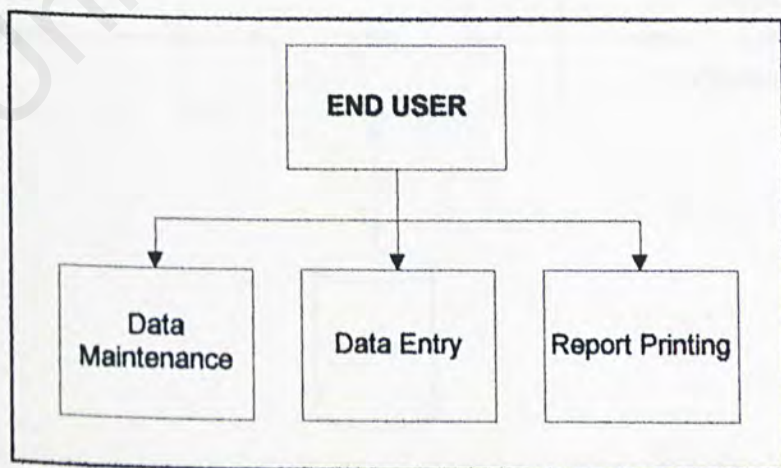 END USER
Data
Maintenance
Data Entry
Report Printing